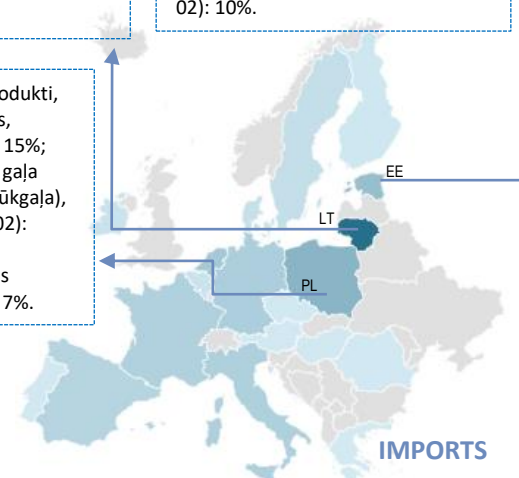 02): 10%.
odukti,
s,
15%;
gaļa
ūkgaļa),
02):
s
7%.
EE
LT
PL
IMPORTS